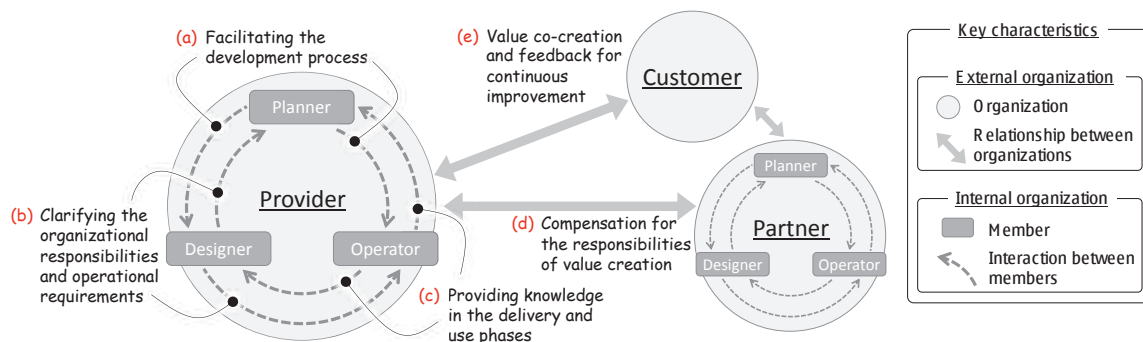 (a) Facilitating the
development process
Planner
Provider
Designer
Operator
(b) Clarifying the
organizational
responsibilities
and operational
requirements
(c) Providing knowledge
in the delivery and
use phases
(e) Value co-creation
and feedback for
continuous
improvement
Customer
(d) Compensation for
the responsibilities
of value creation
Planner
Partner
Designer
Operator
Key characteristics
External organization
Organization
Relationship between
organizations
Internal organization
Member
Interaction between
members